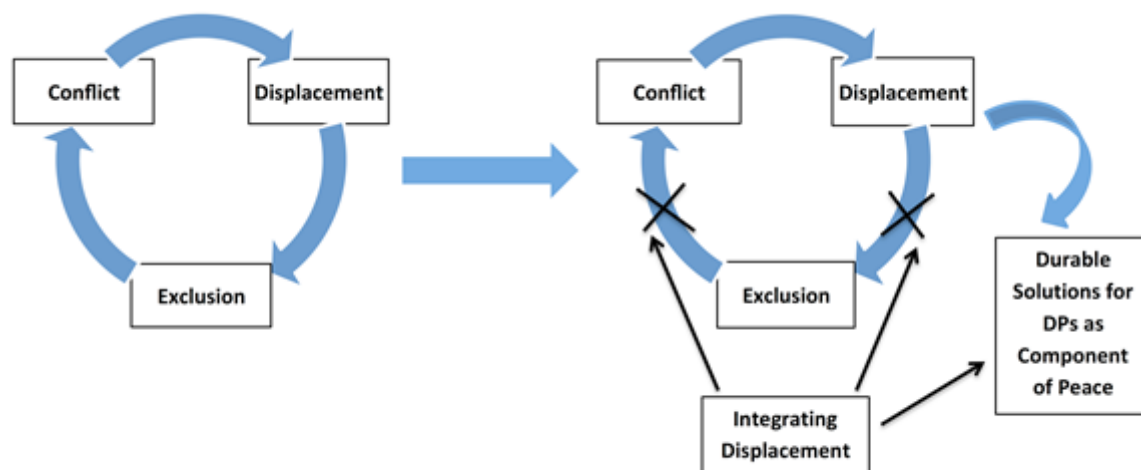 Conflict
Displacement
Exclusion
Conflict
Displacement
Exclusion
Durable
Solutions for
DPs as
Component
of Peace
Integrating
Displacement